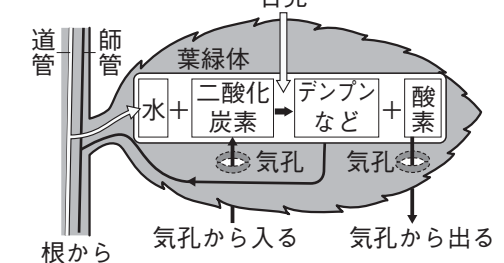 道管
師管
葉緑体
水+二酸化炭素➡デンプンなど+酸素
気孔
気孔
根から
気孔から入る
気孔から出る